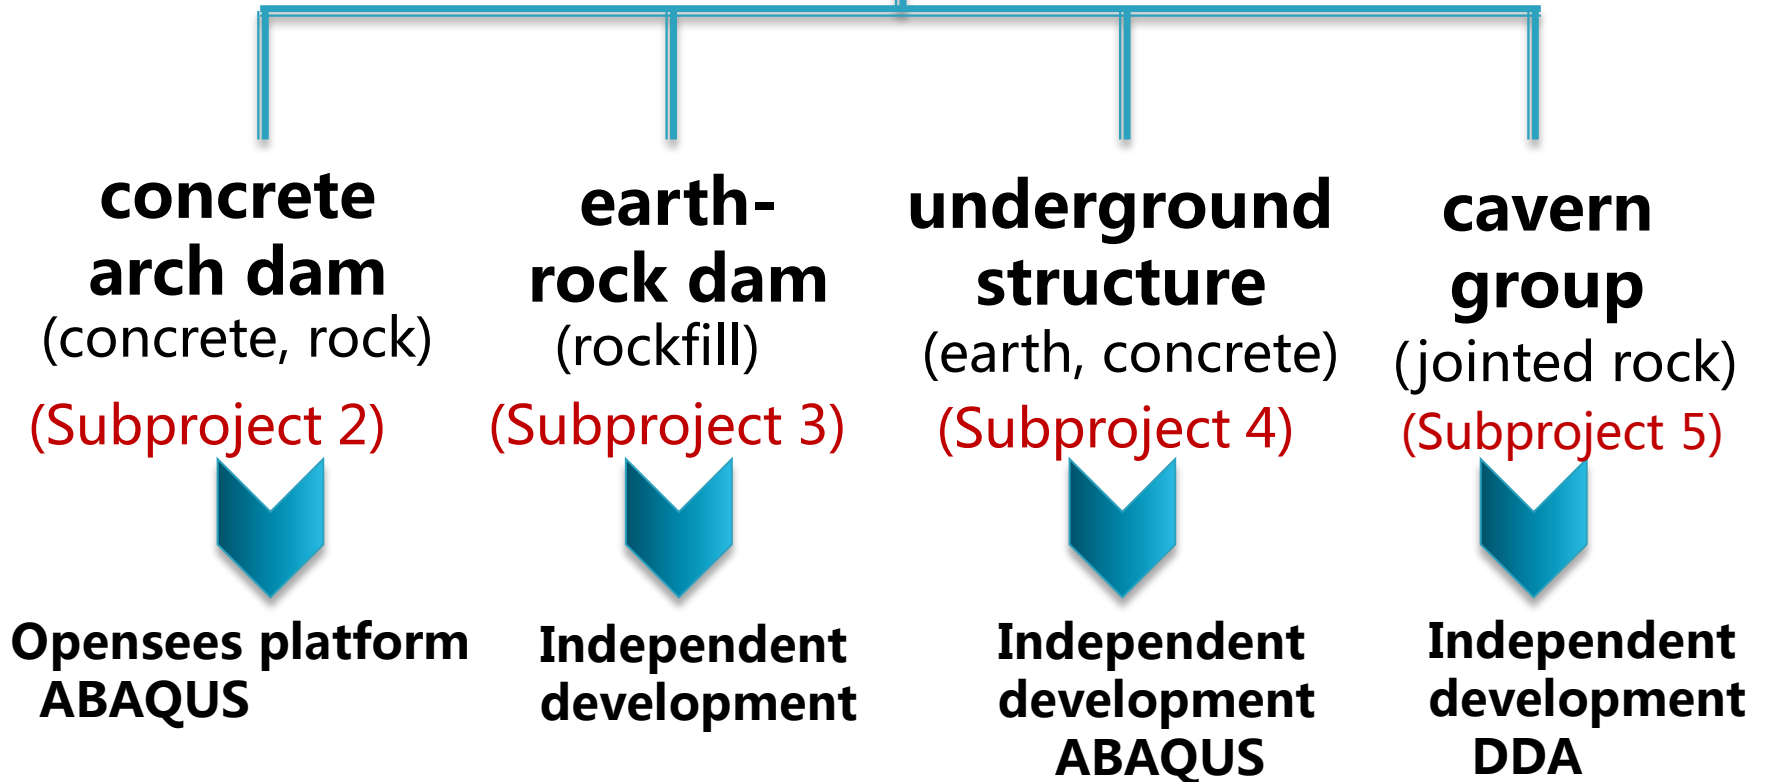 concrete
arch dam
(concrete, rock)
(Subproject 2)
Opensees platform
ABAQUS
earth-
rock dam
(rockfill)
(Subproject 3)
Independent
development
underground
structure
(earth, concrete)
(Subproject 4)
Independent
development
ABAQUS
cavern
group
(jointed rock)
(Subproject 5)
Independent
development
DDA